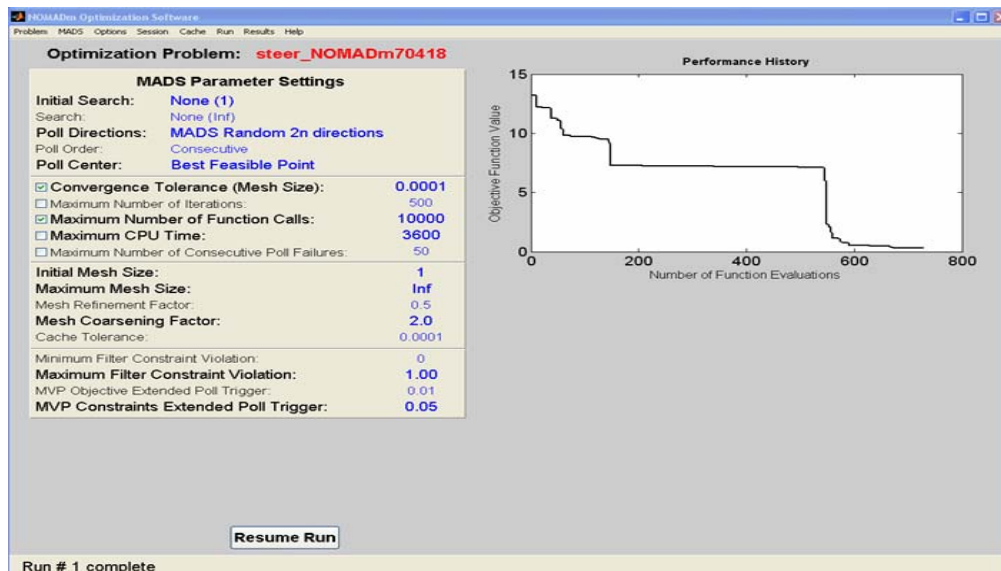 NOMADm Optimization Software
Problem MADS Options Session Cache Run Results Help
Optimization Problem: steer_NOMADm70418
MADS Parameter Settings
Initial Search: None (1)
Search: None (Inf)
Poll Directions: MADS Random 2n directions
Poll Order: Consecutive
Poll Center: Best Feasible Point
Convergence Tolerance (Mesh Size): 0.0001
Maximum Number of Iterations: 500
Maximum Number of Function Calls: 10000
Maximum CPU Time: 3600
Maximum Number of Consecutive Poll Failures: 50
Initial Mesh Size: 1
Maximum Mesh Size: Inf
Mesh Refinement Factor: 0.5
Mesh Coarsening Factor: 2.0
Cache Tolerance: 0.0001
Minimum Filter Constraint Violation: 0
Maximum Filter Constraint Violation: 1.00
MVP Objective Extended Poll Trigger: 0.01
MVP Constraints Extended Poll Trigger: 0.05
Performance History
Objective Function Value
15
10
5
0
0 200 400 600 800
Number of Function Evaluations
Resume Run
Run # 1 complete